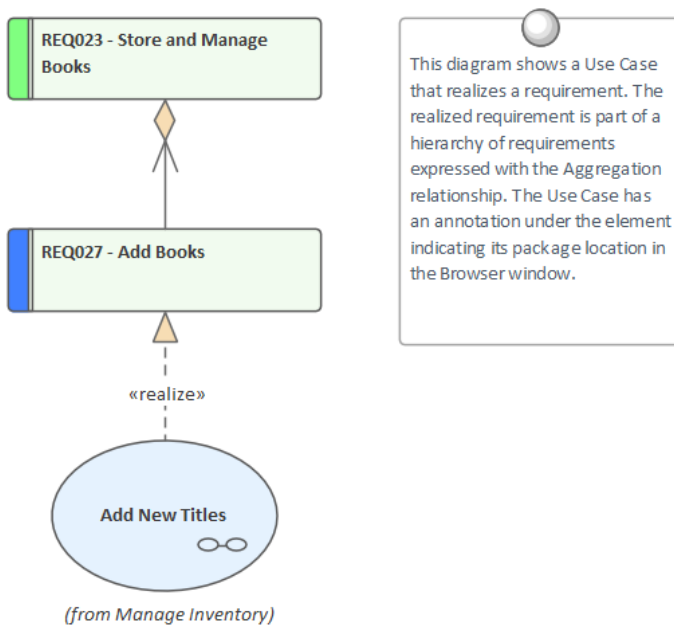 REQ023 - Store and Manage
Books
REQ027 - Add Books
«realize»
Add New Titles
(from Manage Inventory)
This diagram shows a Use Case
that realizes a requirement. The
realized requirement is part of a
hierarchy of requirements
expressed with the Aggregation
relationship. The Use Case has
an annotation under the element
indicating its package location in
the Browser window.